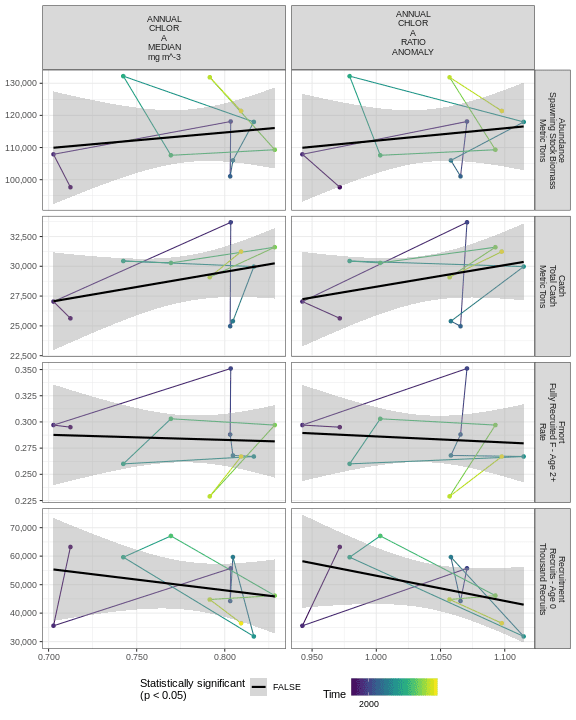 ANNUAL
CHLOR
A
MEDIAN
mg m^-3
ANNUAL
CHLOR
A
RATIO
ANOMALY
130,000
120,000
110,000
100,000
Abundance
Spawning Stock Biomass
Metric Tons
32,500
30,000
27,500
25,000
22,500
Catch
Total Catch
Metric Tons
0.350
0.325
0.300
0.275
0.250
0.225
Fmort
Fully Recruited F - Age 2+
Rate
70,000
60,000
50,000
40,000
30,000
Recruitment
Recruits - Age 0
Thousand Recruits
0.700
0.750
0.800
0.950
1.000
1.050
1.100
Statistically significant
(p < 0.05)
FALSE
Time
2000